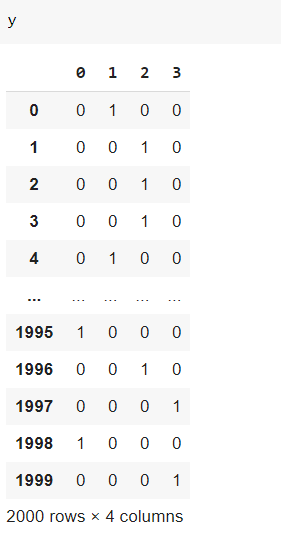 y
0 1 2 3
0 0 1 0 0
1 0 0 1 0
2 0 0 1 0
3 0 0 1 0
4 0 1 0 0
... ... ... ... ...
1995 1 0 0 0
1996 0 0 1 0
1997 0 0 0 1
1998 1 0 0 0
1999 0 0 0 1
2000 rows × 4 columns